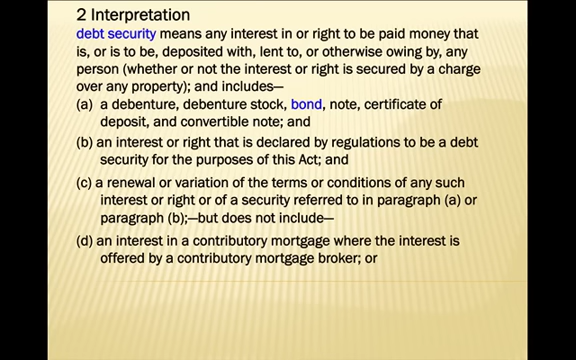 2 Interpretation
debt security means any interest in or right to be paid money that
is, or is to be, deposited with, lent to, or otherwise owing by, any
person (whether or not the interest or right is secured by a charge
over any property); and includes—
(a) a debenture, debenture stock, bond, note, certificate of
deposit, and convertible note; and
(b) an interest or right that is declared by regulations to be a debt
security for the purposes of this Act; and
(c) a renewal or variation of the terms or conditions of any such
interest or right or of a security referred to in paragraph (a) or
paragraph (b);—but does not include—
(d) an interest in a contributory mortgage where the interest is
offered by a contributory mortgage broker; or